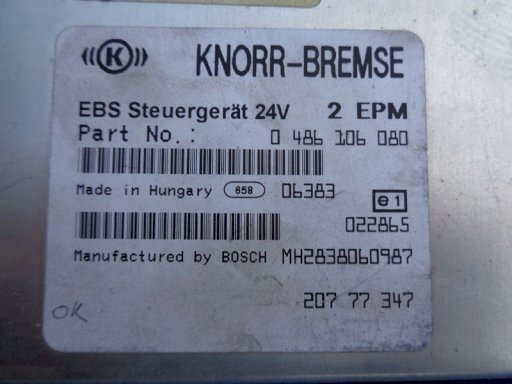 ((K)) KNORR-BREMSE
EBS Steuergerät 24V 2 EPM
Part No.: 0 486 106 080
Made in Hungary 658 06383 e1
022865
Manufactured by BOSCH MH2838060987
207 77 347
OK